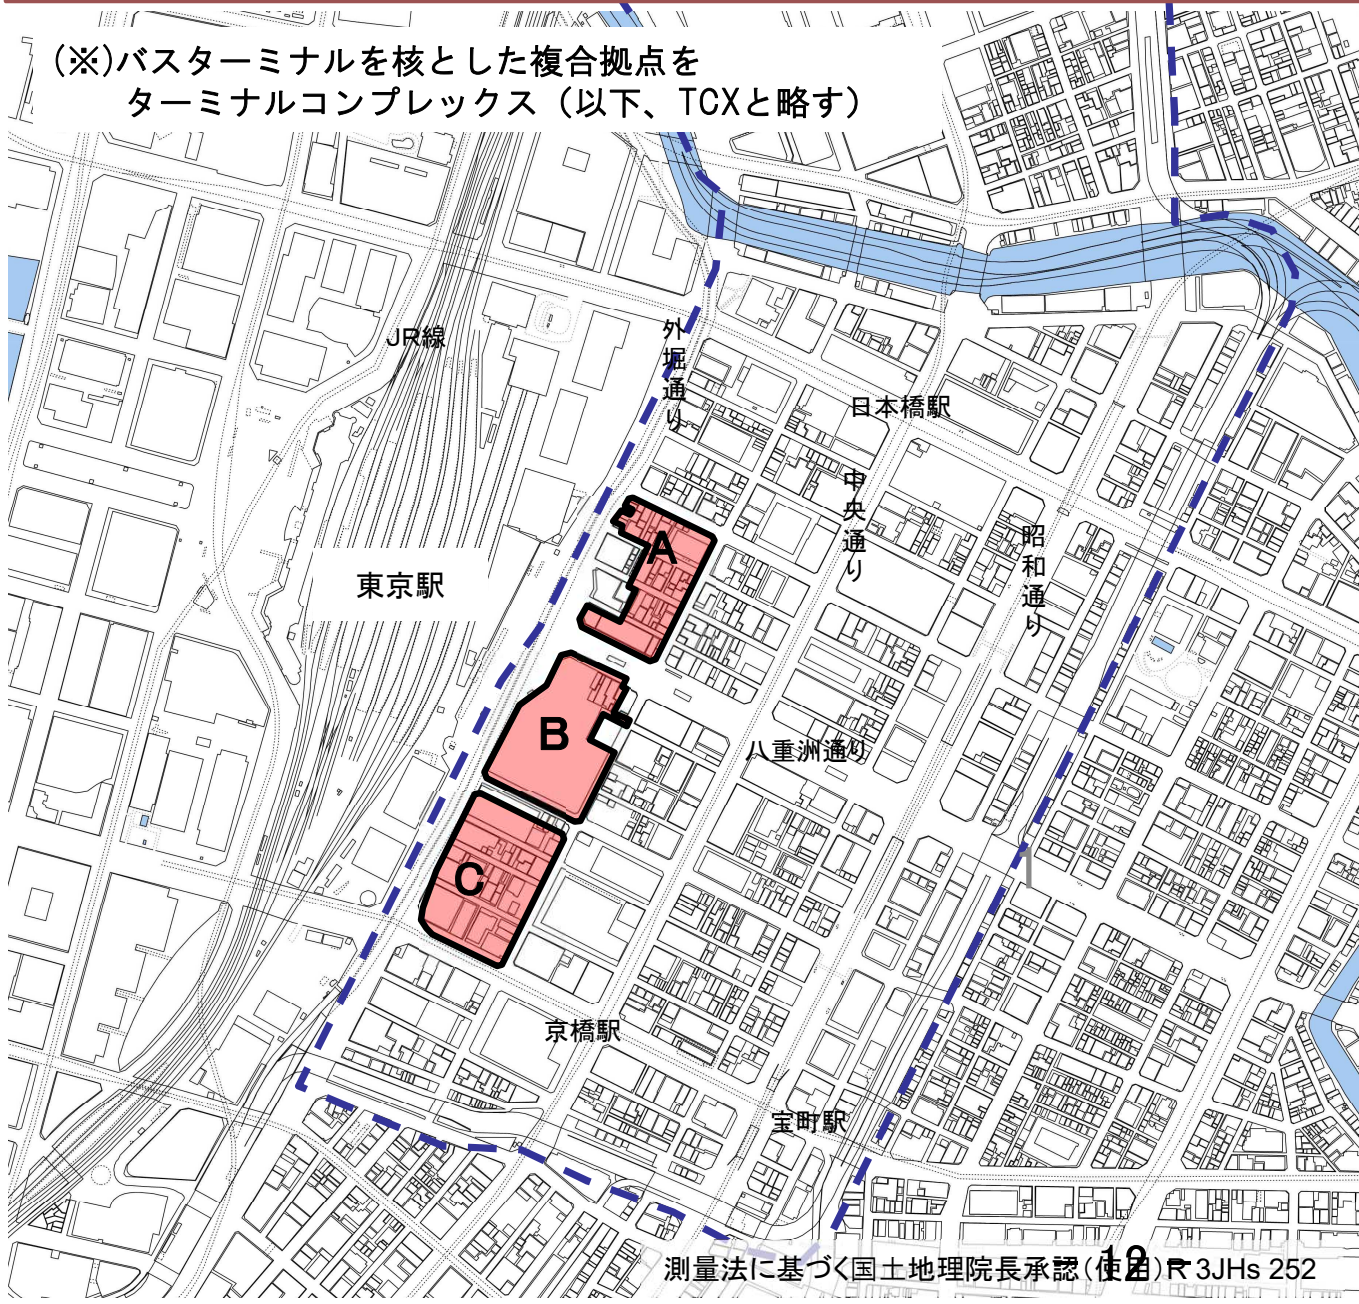 (※)バスターミナルを核とした複合拠点を
ターミナルコンプレックス（以下、TCXと略す）
JR線
外堀通り
日本橋駅
中央通り
昭和通り
A
東京駅
B
八重洲通り
1
C
京橋駅
宝町駅
測量法に基づく国土地理院長承認(使用)R 3JHs 252
12